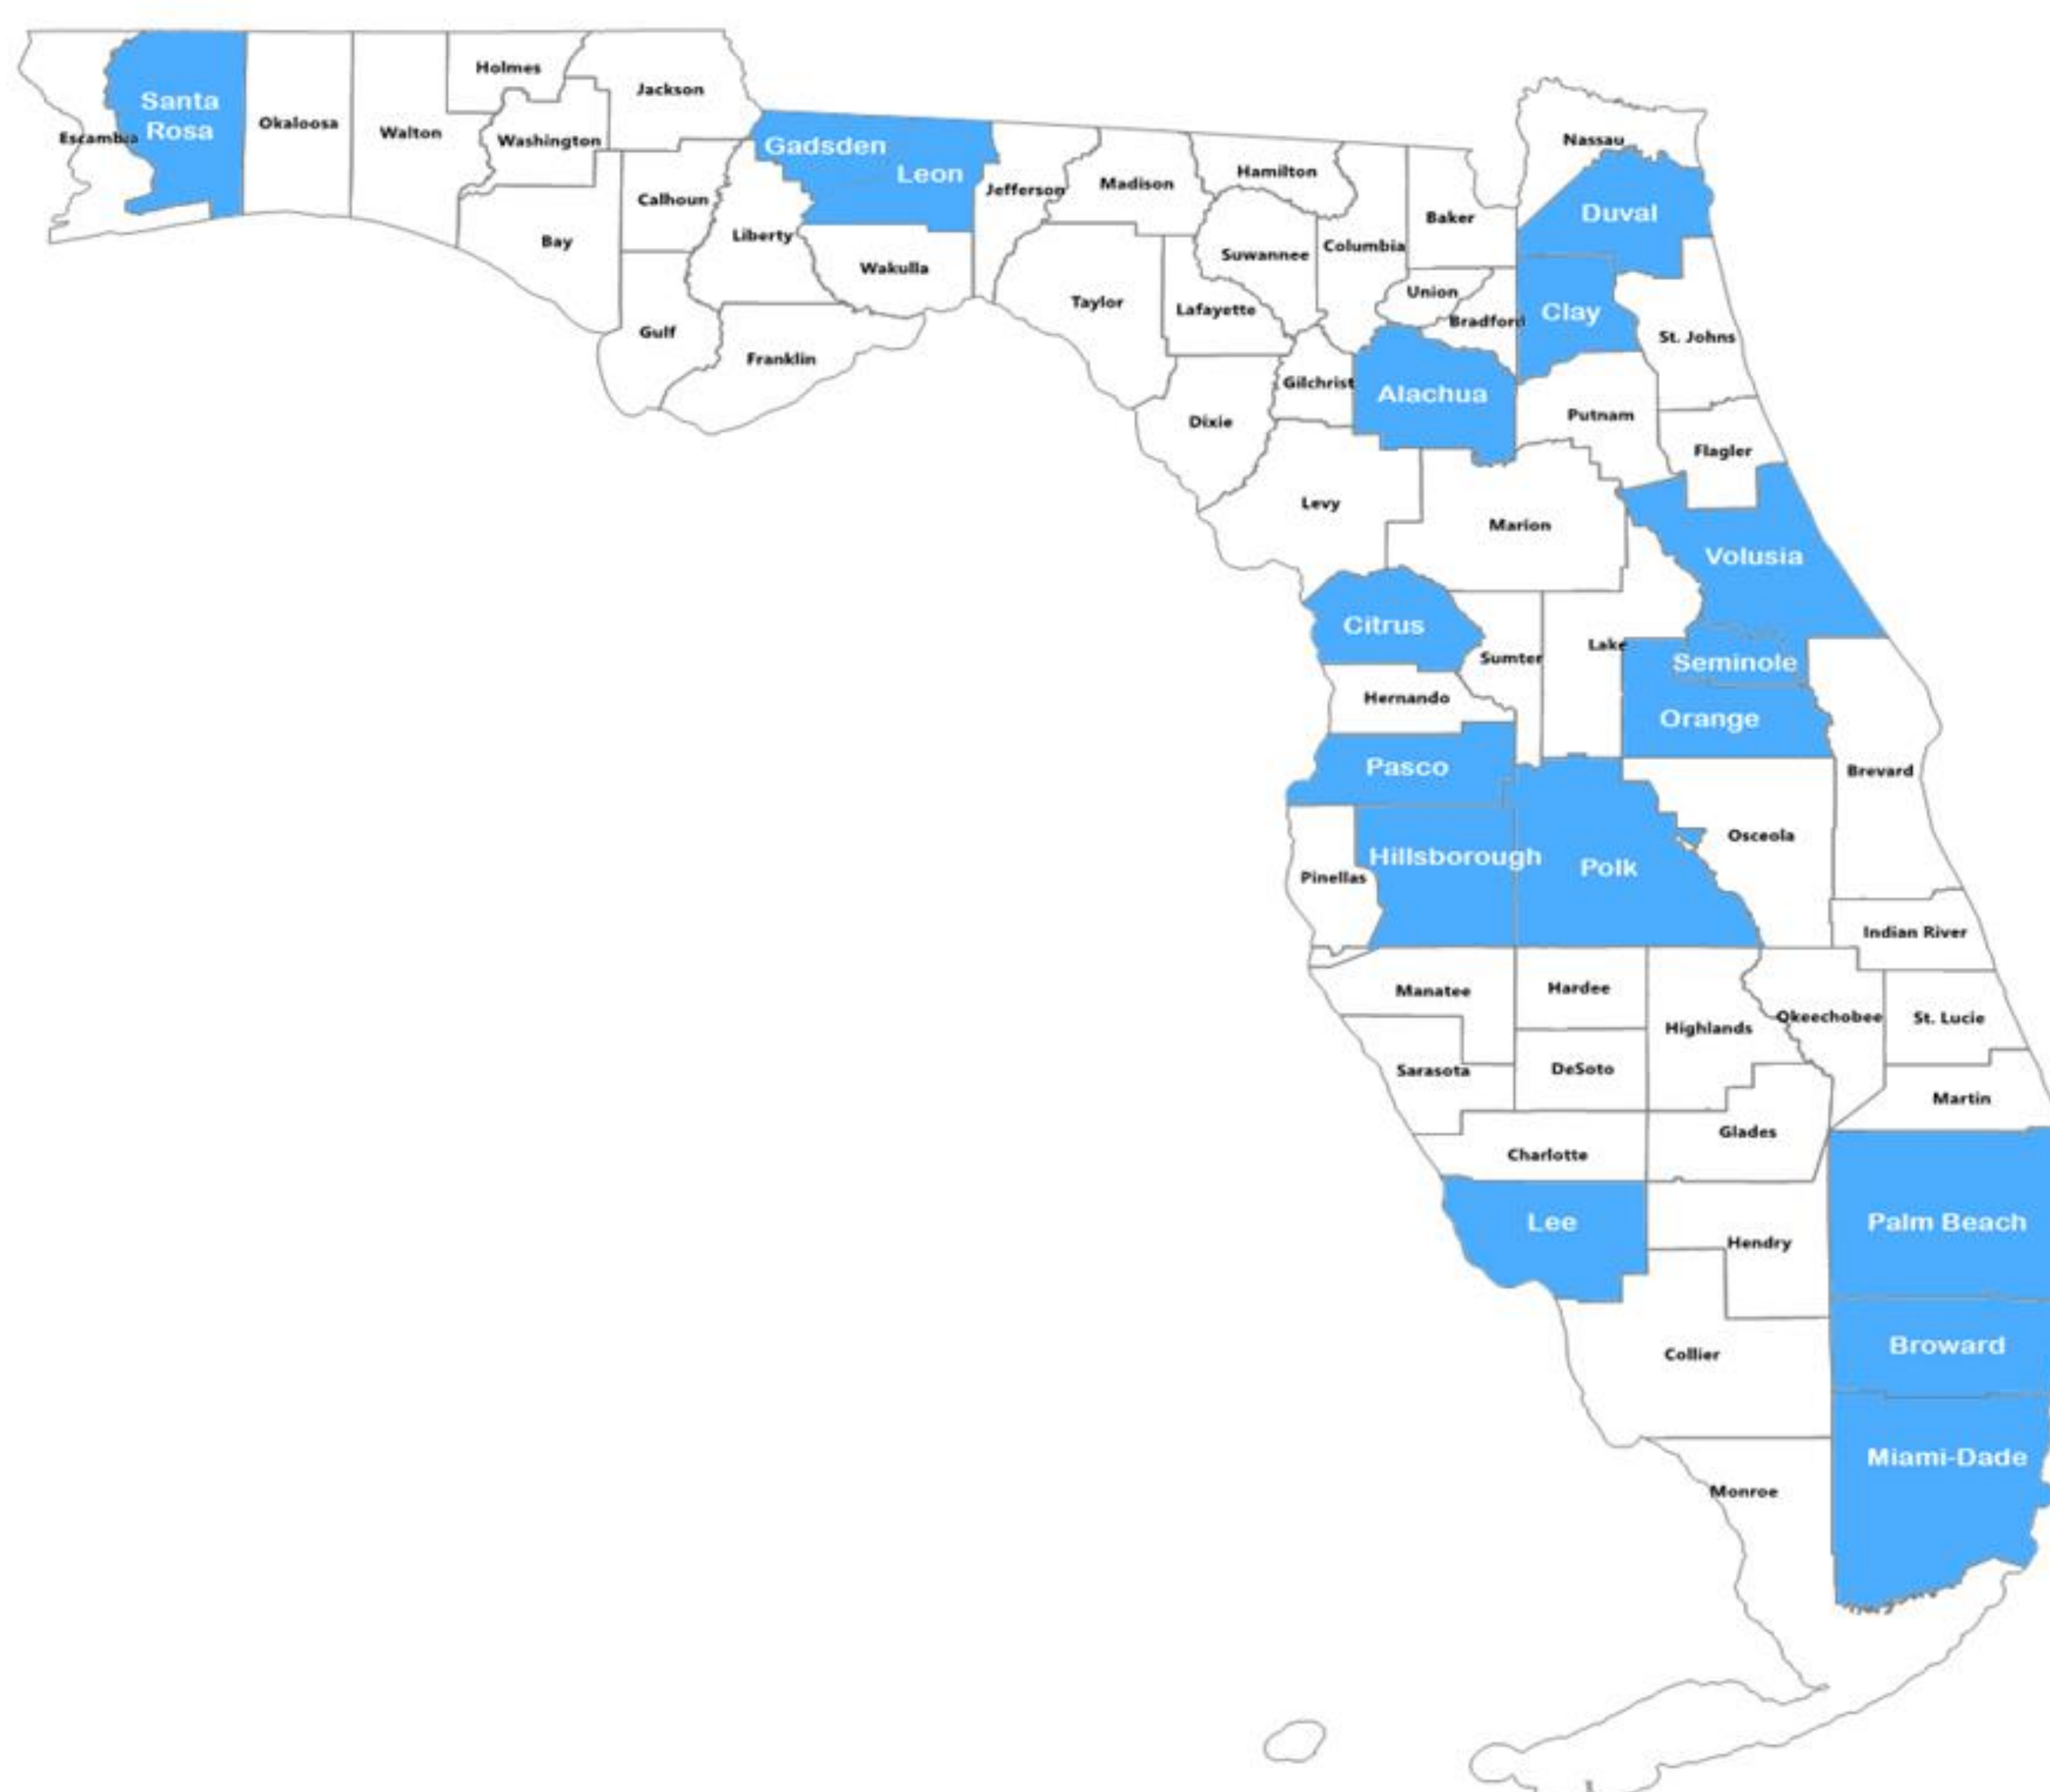 Holmes
Jackson
Santa
Rosa
Okaloosa
Walton
Escambia
Washington
Gadsden
Leon
Nassau
Hamilton
Madison
Jefferson
Calhoun
Duval
Baker
Liberty
Bay
Columbia
Suwannee
Wakulla
Union
Taylor
Lafayette
Clay
Bradford
Gulf
St. Johns
Franklin
Gilchrist
Alachua
Putnam
Dixie
Flagler
Levy
Marion
Volusia
Citrus
Lake
Sumter
Seminole
Hernando
Orange
Pasco
Brevard
Osceola
Hillsborough
Polk
Pinellas
Indian River
Manatee
Hardee
Okeechobee
St. Lucie
Highlands
Sarasota
DeSoto
Martin
Glades
Charlotte
Lee
Palm Beach
Hendry
Broward
Collier
Miami-Dade
Monroe